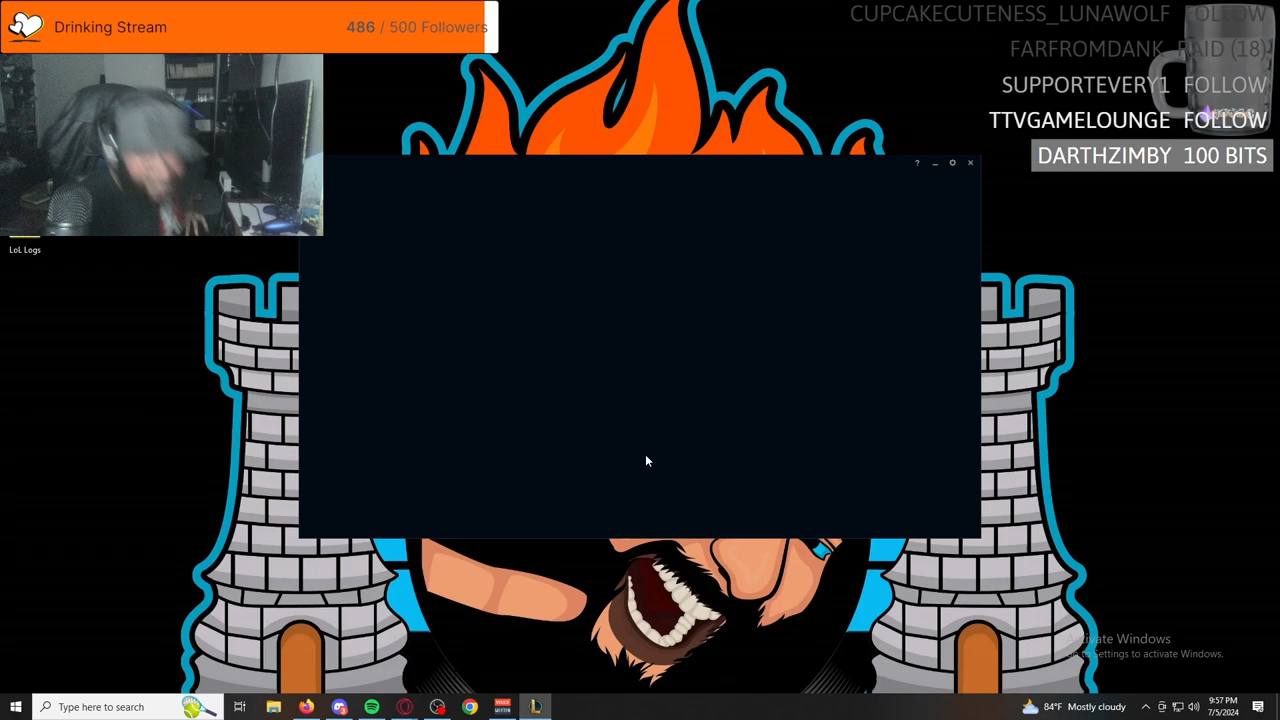 Drinking Stream
486 / 500 Followers
CUPCAKECUTENESS_LUNAWOLF FOLLOW
FARFROMDANK RAID (18)
SUPPORTEVERY1 FOLLOW
TTVGAMELOUNGE FOLLOW
DARTHZIMBY 100 BITS
LoL Logs
Activate Windows
Go to Settings to activate Windows.
Type here to search
84°F Mostly cloudy
9:57 PM
7/5/2024